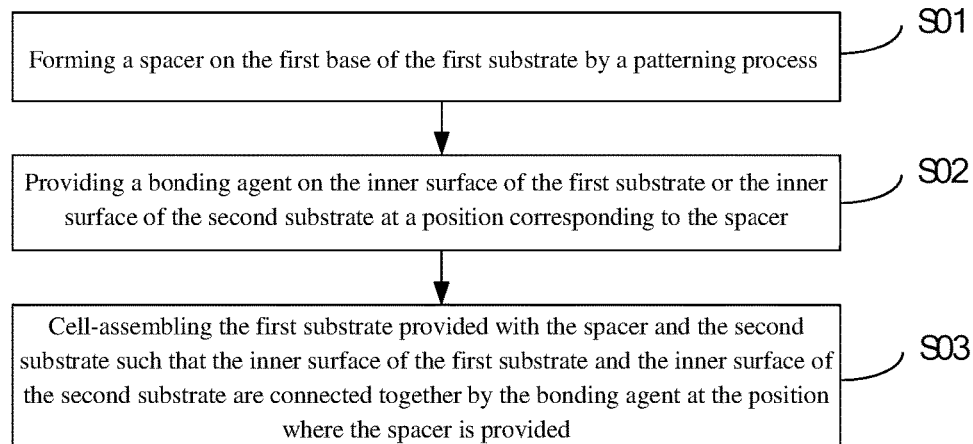 S01
Forming a spacer on the first base of the first substrate by a patterning process
S02
Providing a bonding agent on the inner surface of the first substrate or the inner
surface of the second substrate at a position corresponding to the spacer
S03
Cell-assembling the first substrate provided with the spacer and the second
substrate such that the inner surface of the first substrate and the inner surface of
the second substrate are connected together by the bonding agent at the position
where the spacer is provided